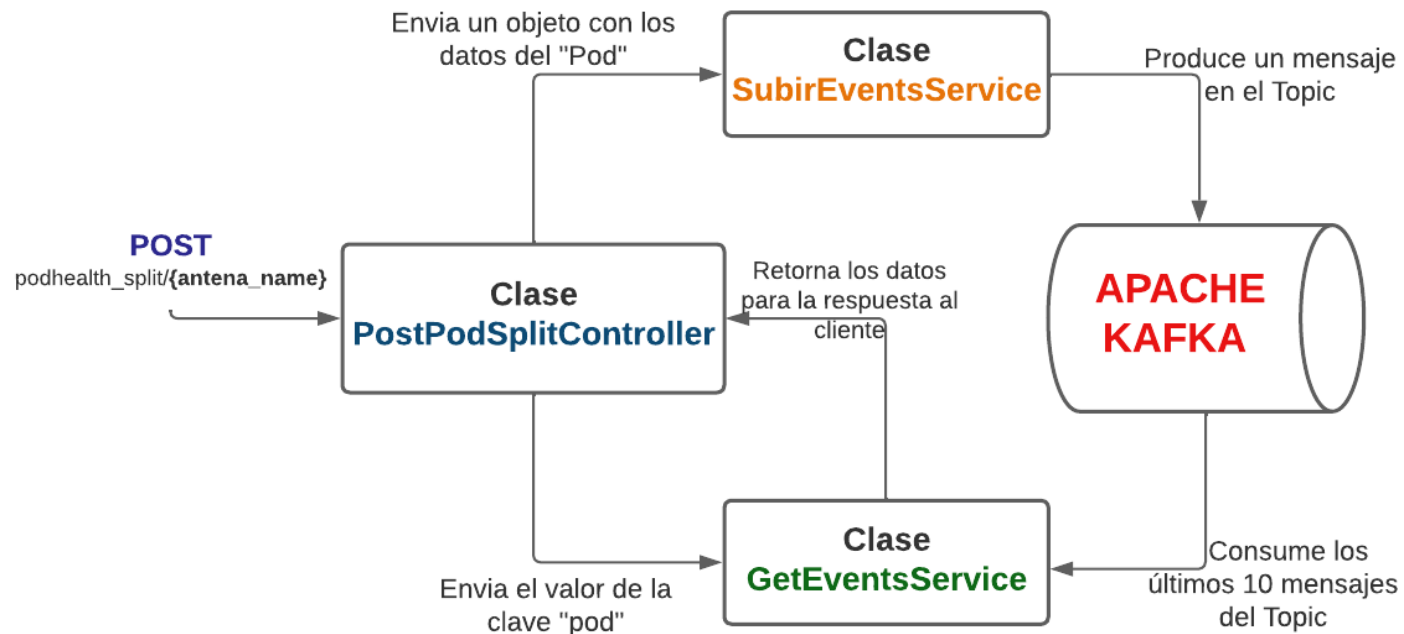 Envia un objeto con los
datos del "Pod"
Clase
SubirEventsService
Produce un mensaje
en el Topic
POST
podhealth_split/{antena_name}
Clase
PostPodSplitController
Retorna los datos
para la respuesta al
cliente
APACHE
KAFKA
Envia el valor de la
clave "pod"
Clase
GetEventsService
Consume los
últimos 10 mensajes
del Topic